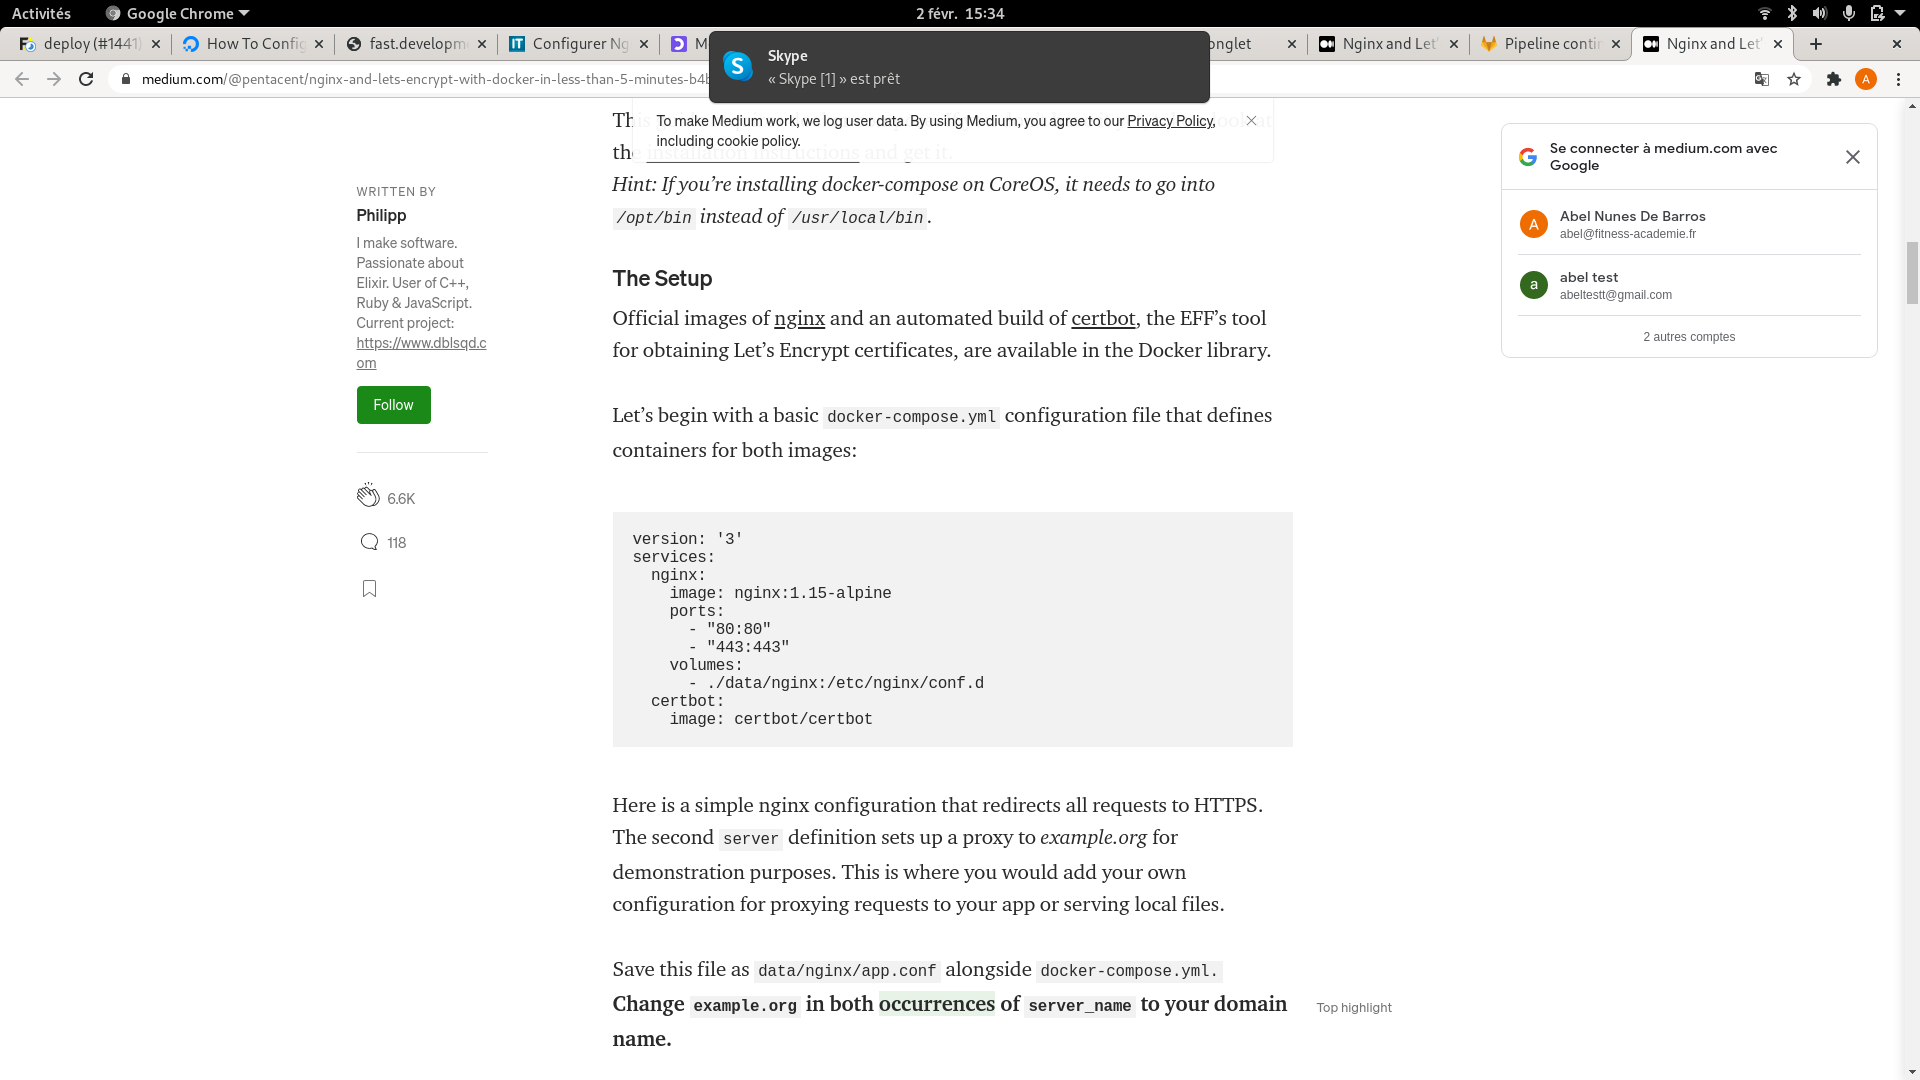 Activités
Google Chrome
2 févr. 15:34
deploy (#1441)
How To Config
fast.developm
Configurer Ng
M
onglet
Nginx and Let'
Pipeline conti
Nginx and Let'
Skype
« Skype [1] » est prêt
medium.com/@pentacent/nginx-and-lets-encrypt-with-docker-in-less-than-5-minutes-b4b
To make Medium work, we log user data. By using Medium, you agree to our Privacy Policy,
including cookie policy.
This
the installation instructions and get it.
Hint: If you're installing docker-compose on CoreOS, it needs to go into
/opt/bin instead of /usr/local/bin.
WRITTEN BY
Philipp
I make software.
Passionate about
Elixir. User of C++,
Ruby & JavaScript.
Current project:
https://www.dblsqd.c
om
Follow
6.6K
118
The Setup
Official images of nginx and an automated build of certbot, the EFF's tool
for obtaining Let's Encrypt certificates, are available in the Docker library.
Let's begin with a basic docker-compose.yml configuration file that defines
containers for both images:
version: '3'
services:
  nginx:
    image: nginx:1.15-alpine
    ports:
      - "80:80"
      - "443:443"
    volumes:
      - ./data/nginx:/etc/nginx/conf.d
  certbot:
    image: certbot/certbot
Here is a simple nginx configuration that redirects all requests to HTTPS.
The second server definition sets up a proxy to example.org for
demonstration purposes. This is where you would add your own
configuration for proxying requests to your app or serving local files.
Save this file as data/nginx/app.conf alongside docker-compose.yml.
Change example.org in both occurrences of server_name to your domain
name.
Top highlight
Se connecter à medium.com avec
Google
A
Abel Nunes De Barros
abel@fitness-academie.fr
a
abel test
abeltestt@gmail.com
2 autres comptes